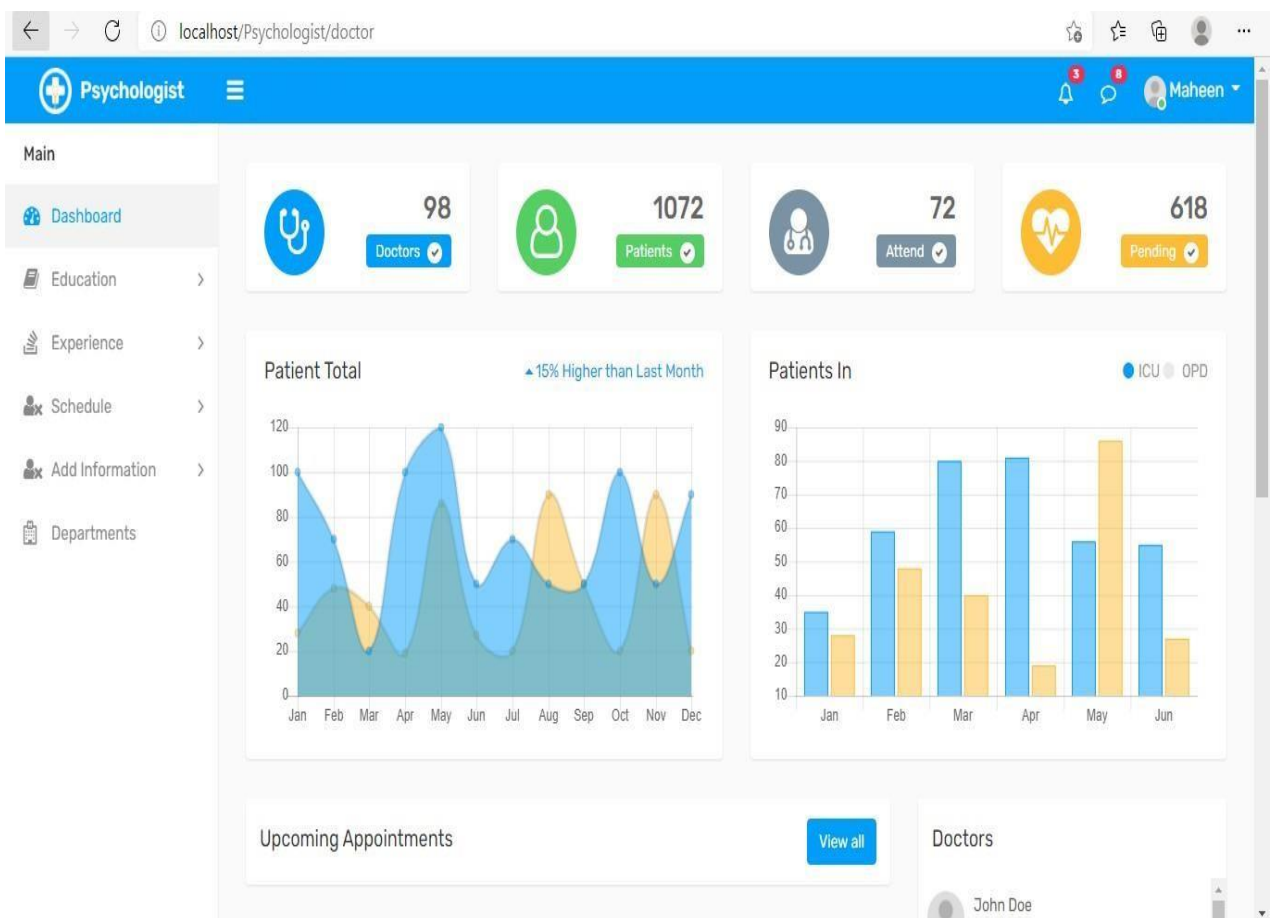 localhost/Psychologist/doctor
Psychologist
3
8
Maheen
Main
Dashboard
Education
Experience
Schedule
Add Information
Departments
98
Doctors
1072
Patients
72
Attend
618
Pending
Patient Total
15% Higher than Last Month
120
100
80
60
40
20
0
Jan Feb Mar Apr May Jun Jul Aug Sep Oct Nov Dec
Patients In
ICU OPD
90
80
70
60
50
40
30
20
10
Jan Feb Mar Apr May Jun
Upcoming Appointments
View all
Doctors
John Doe